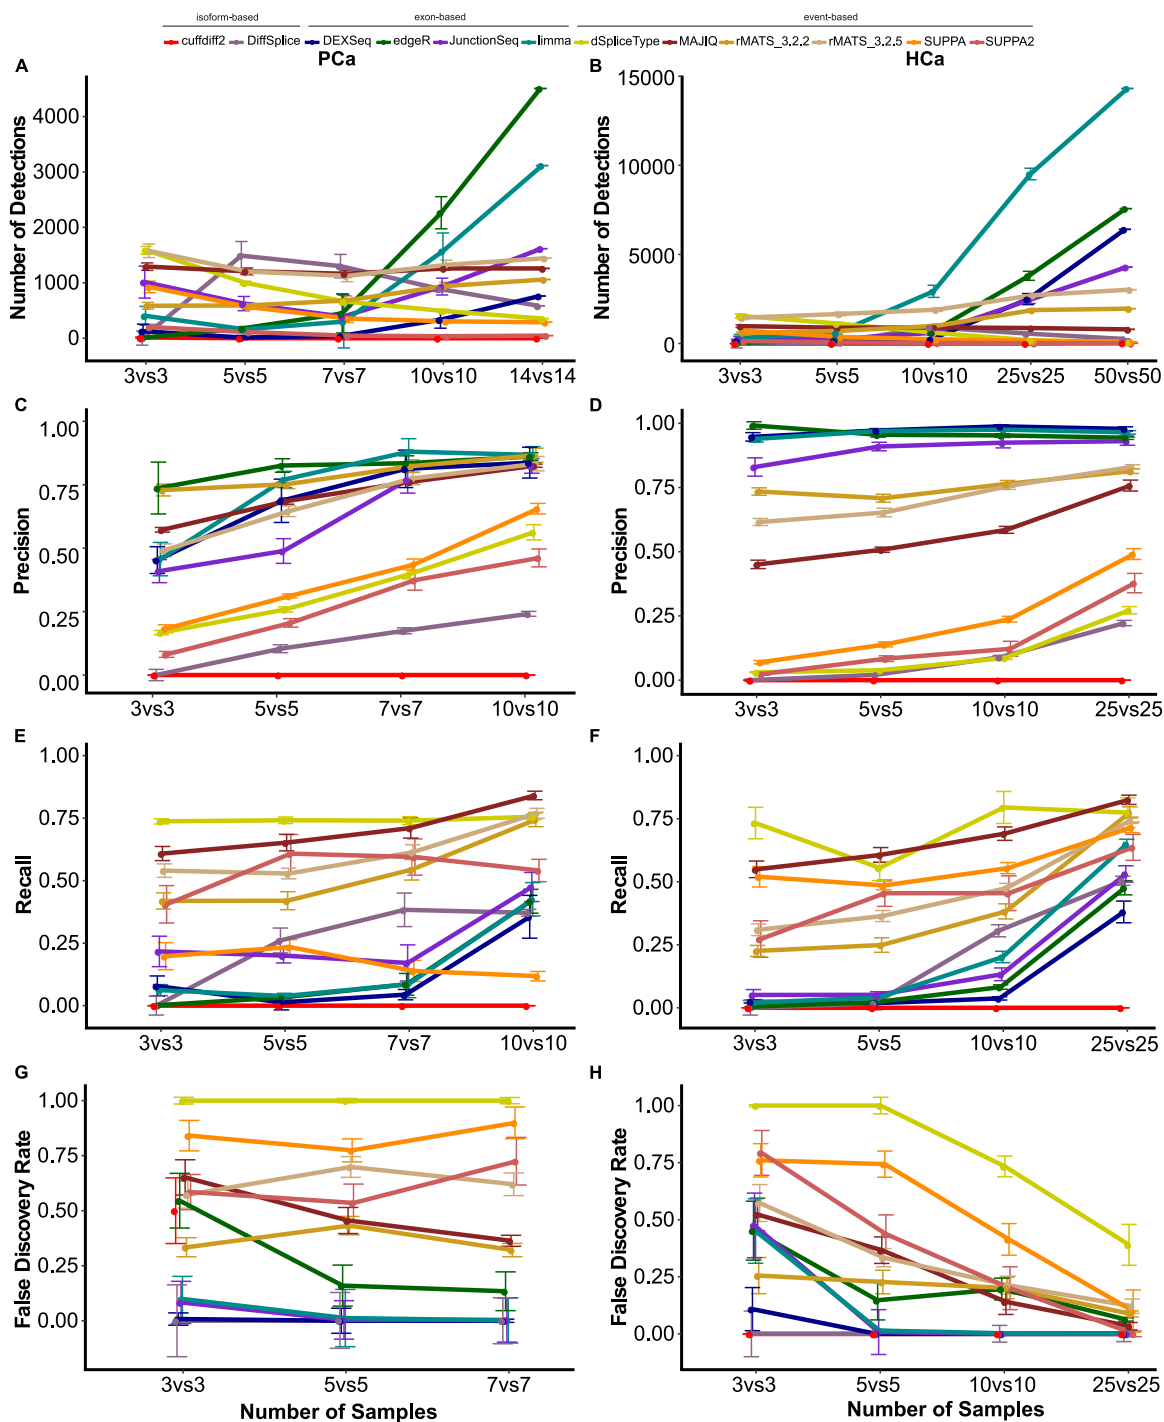 isoform-based exon-based event-based
cuffdiff2 DiffSplice DEXSeq edgeR JunctionSeq limma dSpliceType MAJIQ rMATS_3.2.2 rMATS_3.2.5 SUPPA SUPPA2
PCa HCa
A
Number of Detections
4000
3000
2000
1000
0
3vs3 5vs5 7vs7 10vs10 14vs14
B
Number of Detections
15000
10000
5000
0
3vs3 5vs5 10vs10 25vs25 50vs50
C
Precision
1.00
0.75
0.50
0.25
0.00
3vs3 5vs5 7vs7 10vs10
D
Precision
1.00
0.75
0.50
0.25
0.00
3vs3 5vs5 10vs10 25vs25
E
Recall
1.00
0.75
0.50
0.25
0.00
3vs3 5vs5 7vs7 10vs10
F
Recall
1.00
0.75
0.50
0.25
0.00
3vs3 5vs5 10vs10 25vs25
G
False Discovery Rate
1.00
0.75
0.50
0.25
0.00
3vs3 5vs5 7vs7
Number of Samples
H
False Discovery Rate
1.00
0.75
0.50
0.25
0.00
3vs3 5vs5 10vs10 25vs25
Number of Samples